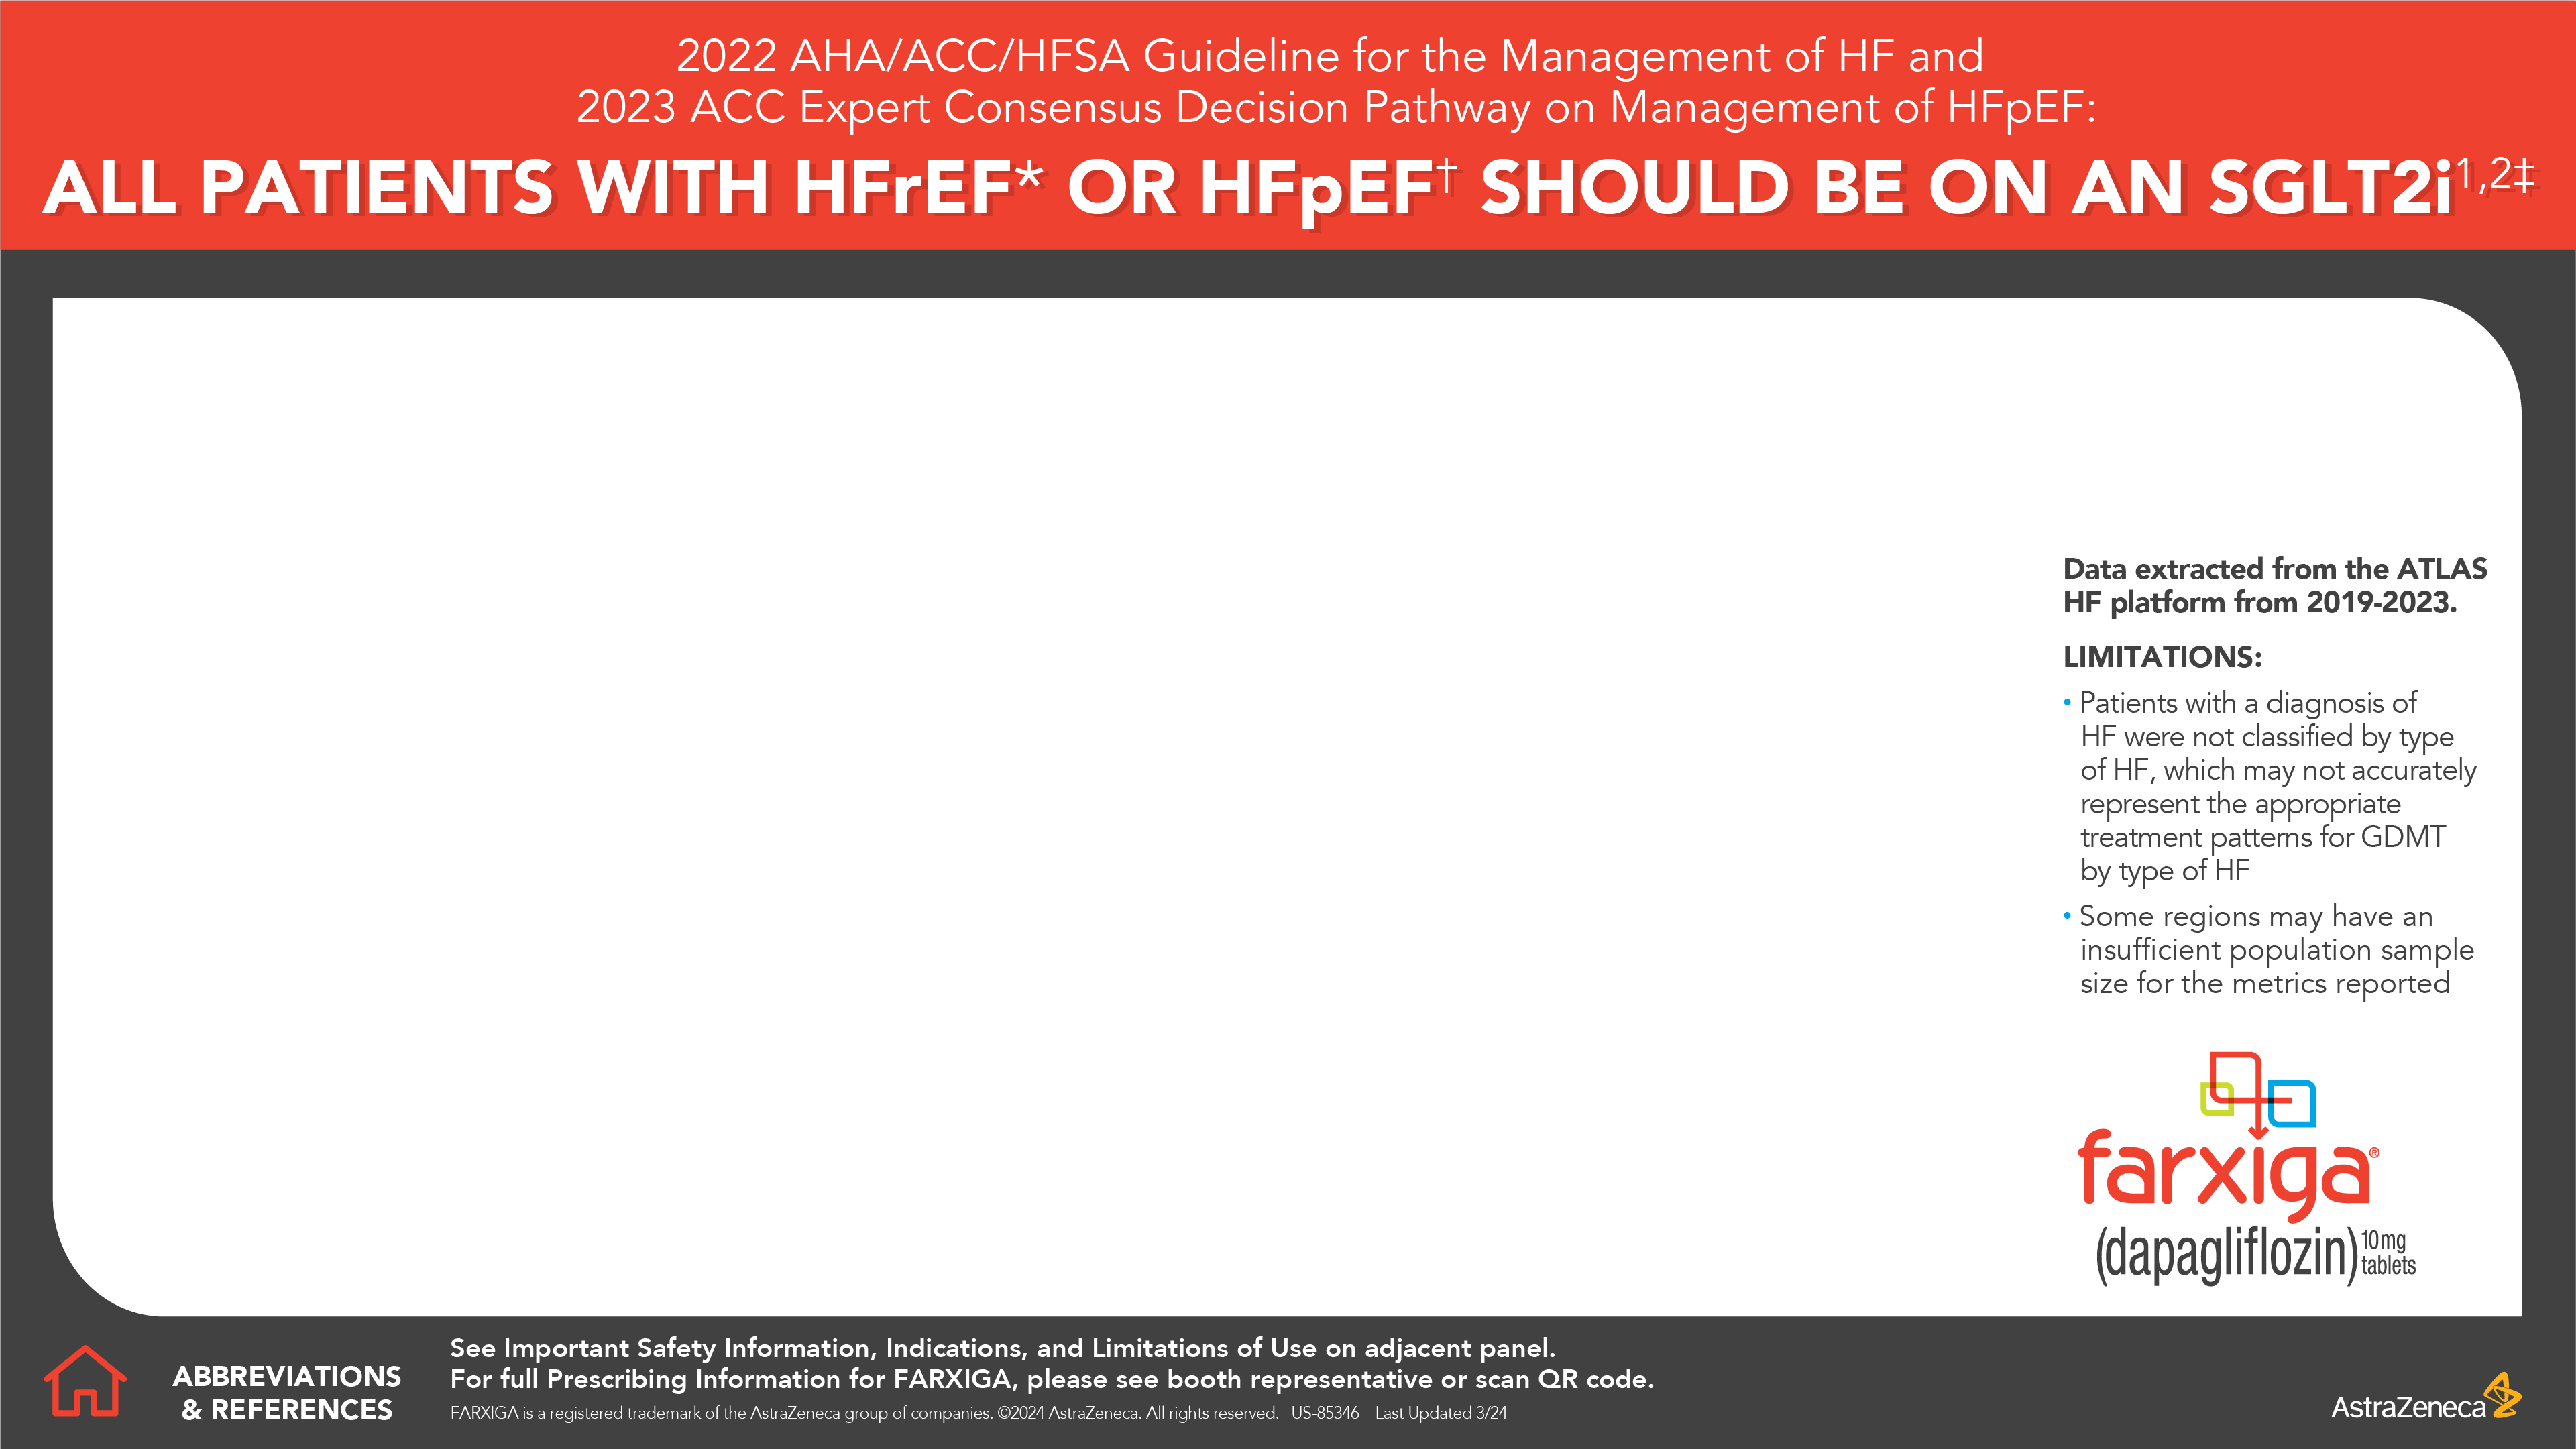 2022 AHA/ACC/HFSA Guideline for the Management of HF and
2023 ACC Expert Consensus Decision Pathway on Management of HFpEF:
ALL PATIENTS WITH HFrEF* OR HFpEF† SHOULD BE ON AN SGLT2i1,2‡
Data extracted from the ATLAS
HF platform from 2019-2023.
LIMITATIONS:
• Patients with a diagnosis of
HF were not classified by type
of HF, which may not accurately
represent the appropriate
treatment patterns for GDMT
by type of HF
• Some regions may have an
insufficient population sample
size for the metrics reported
farxiga®
(dapagliflozin) 10mg
tablets
ABBREVIATIONS
& REFERENCES
See Important Safety Information, Indications, and Limitations of Use on adjacent panel.
For full Prescribing Information for FARXIGA, please see booth representative or scan QR code.
FARXIGA is a registered trademark of the AstraZeneca group of companies. ©2024 AstraZeneca. All rights reserved. US-85346 Last Updated 3/24
AstraZeneca